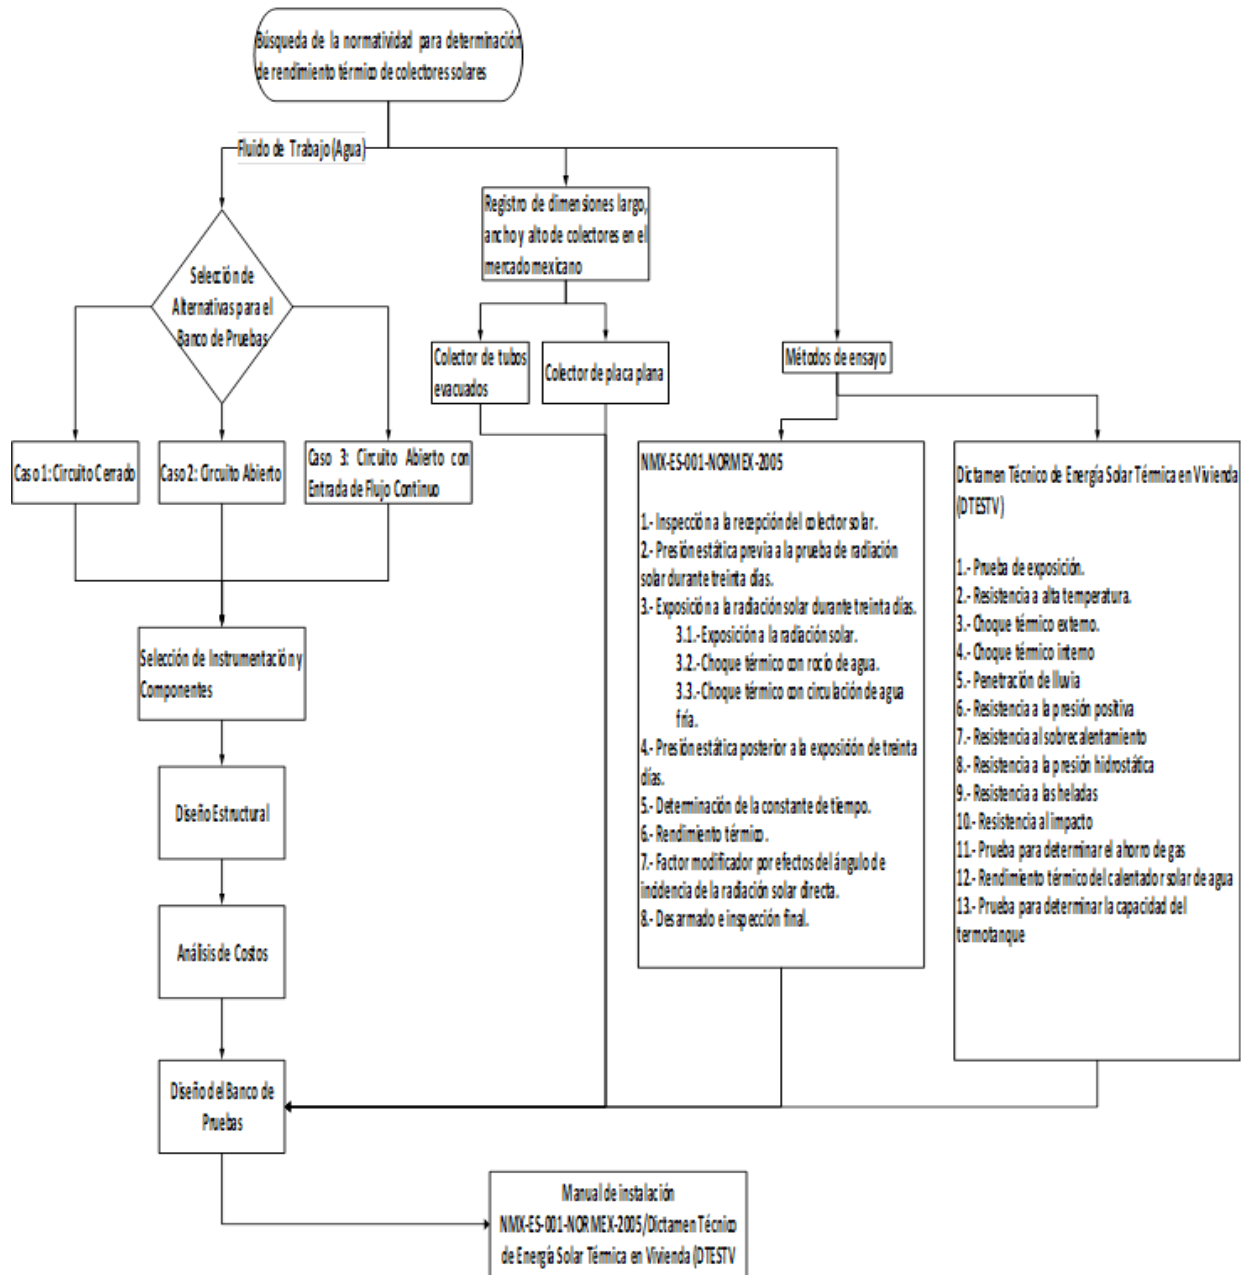 Búsqueda de la normatividad para determinación
de rendimiento térmico de colectores solares
Fluido de Trabajo (Agua)
Registro de dimensiones largo,
ancho y alto de colectores en el
mercado mexicano
Selección de
Alternativas para el
Banco de Pruebas
Colector de tubos
evacuados
Colector de placa plana
Métodos de ensayo
Caso 1: Circuito Cerrado
Caso 2: Circuito Abierto
Caso 3: Circuito Abierto con
Entrada de Flujo Continuo
NMX-ES-001-NORMEX-2005
1.- Inspección a la recepción del colector solar.
2.- Presión estática previa a la prueba de radiación
solar durante treinta días.
3.- Exposición a la radiación solar durante treinta días.
3.1.- Exposición a la radiación solar.
3.2.- Choque térmico con rocío de agua.
3.3.- Choque térmico con circulación de agua
fría.
4.- Presión estática posterior a la exposición de treinta
días.
5.- Determinación de la constante de tiempo.
6.- Rendimiento térmico.
7.- Factor modificador por efectos del ángulo de
incidencia de la radiación solar directa.
8.- Desarmado e inspección final.
Dictamen Técnico de Energía Solar Térmica en Vivienda
(DTESTV)
1.- Prueba de exposición.
2.- Resistencia a alta temperatura.
3.- Choque térmico externo.
4.- Choque térmico interno
5.- Penetración de lluvia
6.- Resistencia a la presión positiva
7.- Resistencia al sobrecalentamiento
8.- Resistencia a la presión hidrostática
9.- Resistencia a las heladas
10.- Resistencia al impacto
11.- Prueba para determinar el ahorro de gas
12.- Rendimiento térmico del calentador solar de agua
13.- Prueba para determinar la capacidad del
termotanque
Selección de Instrumentación y
Componentes
Diseño Estructural
Análisis de Costos
Diseño del Banco de
Pruebas
Manual de instalación
NMX-ES-001-NORMEX-2005/Dictamen Técnico
de Energía Solar Térmica en Vivienda (DTESTV